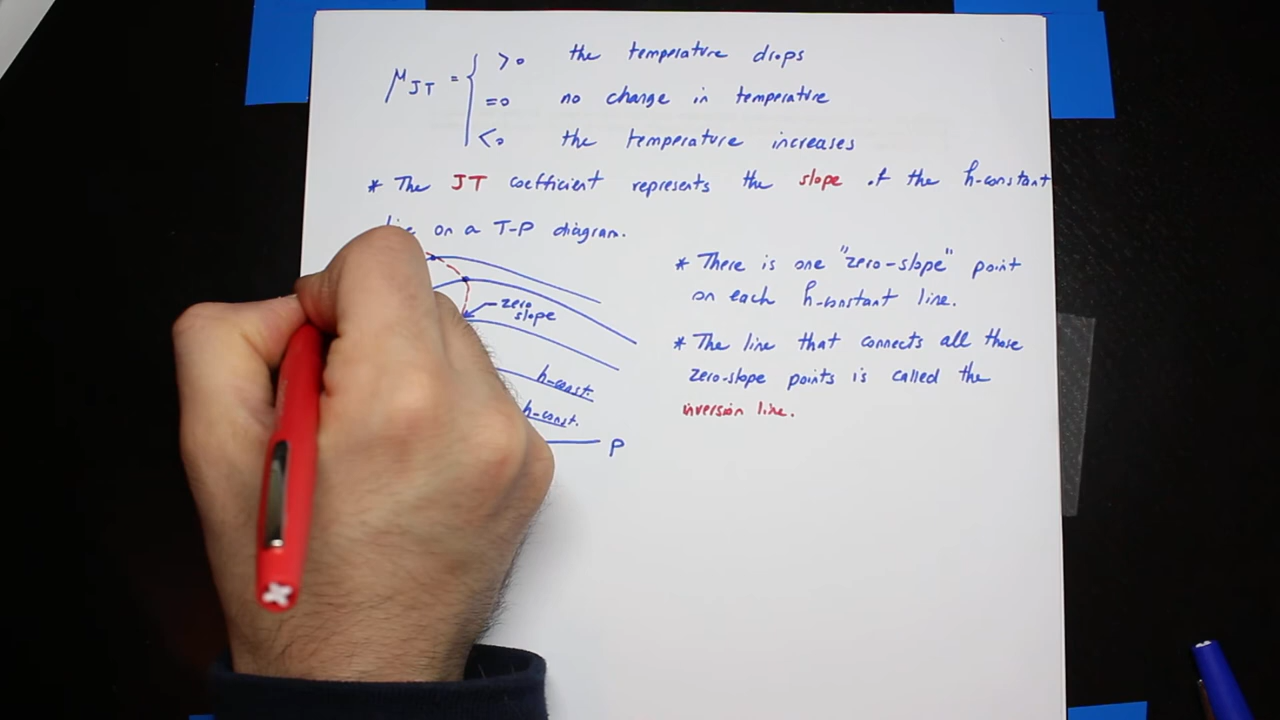 μJT = { >0 the temperature drops
=0 no change in temperature
<0 the temperature increases
* The JT coefficient represents the slope of the h-constant
on a T-P diagram.
zero slope
h-const.
h-const.
P
* There is one "zero-slope" point
on each h-constant line.
* The line that connects all those
zero-slope points is called the
inversion line.